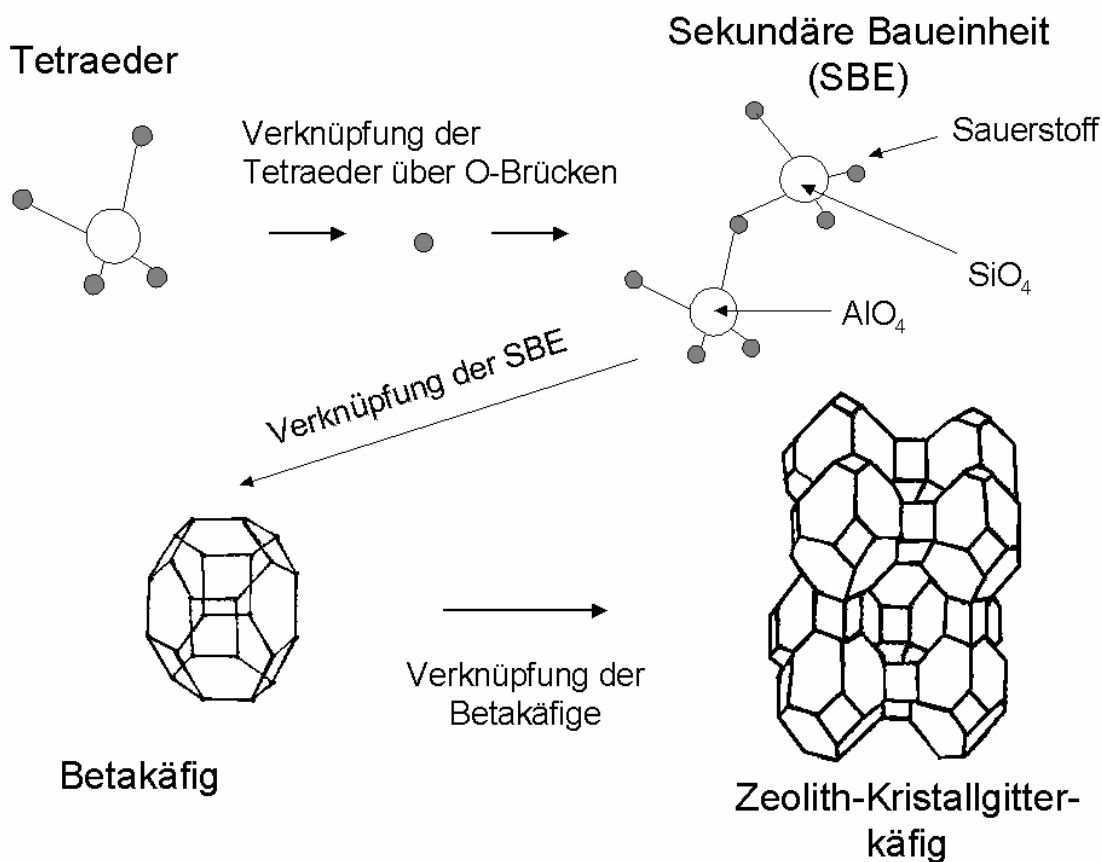 Tetraeder
Sekundäre Baueinheit
(SBE)
Verknüpfung der
Tetraeder über O-Brücken
Sauerstoff
SiO₄
AlO₄
Verknüpfung der SBE
Verknüpfung der
Betakäfige
Betakäfig
Zeolith-Kristallgitter-
käfig